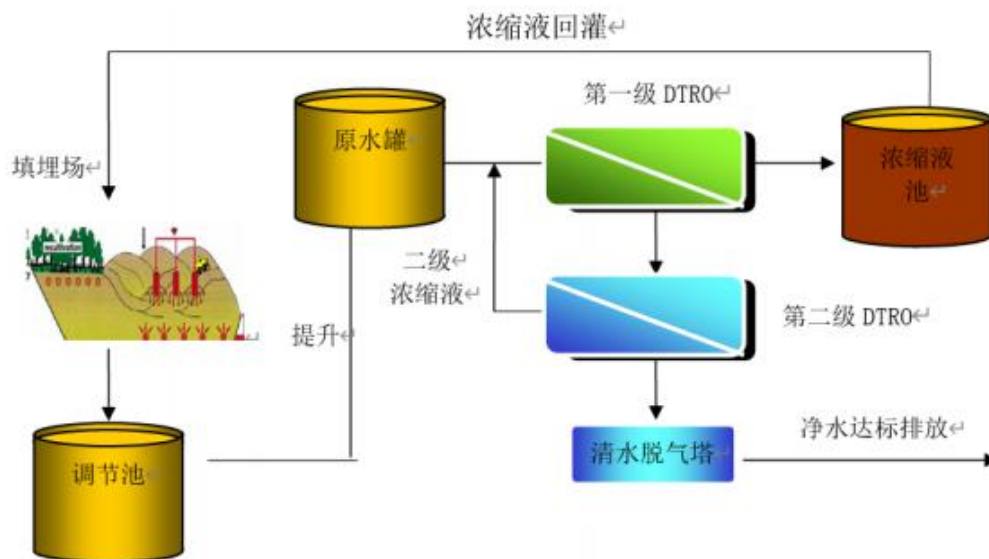 浓缩液回灌↵
第一级 DTRO↵
原水罐↵
浓缩液
池↵
填埋场↵
二级↵
浓缩液↵
提升↵
第二级 DTRO↵
调节池↵
清水脱气塔↵
净水达标排放↵